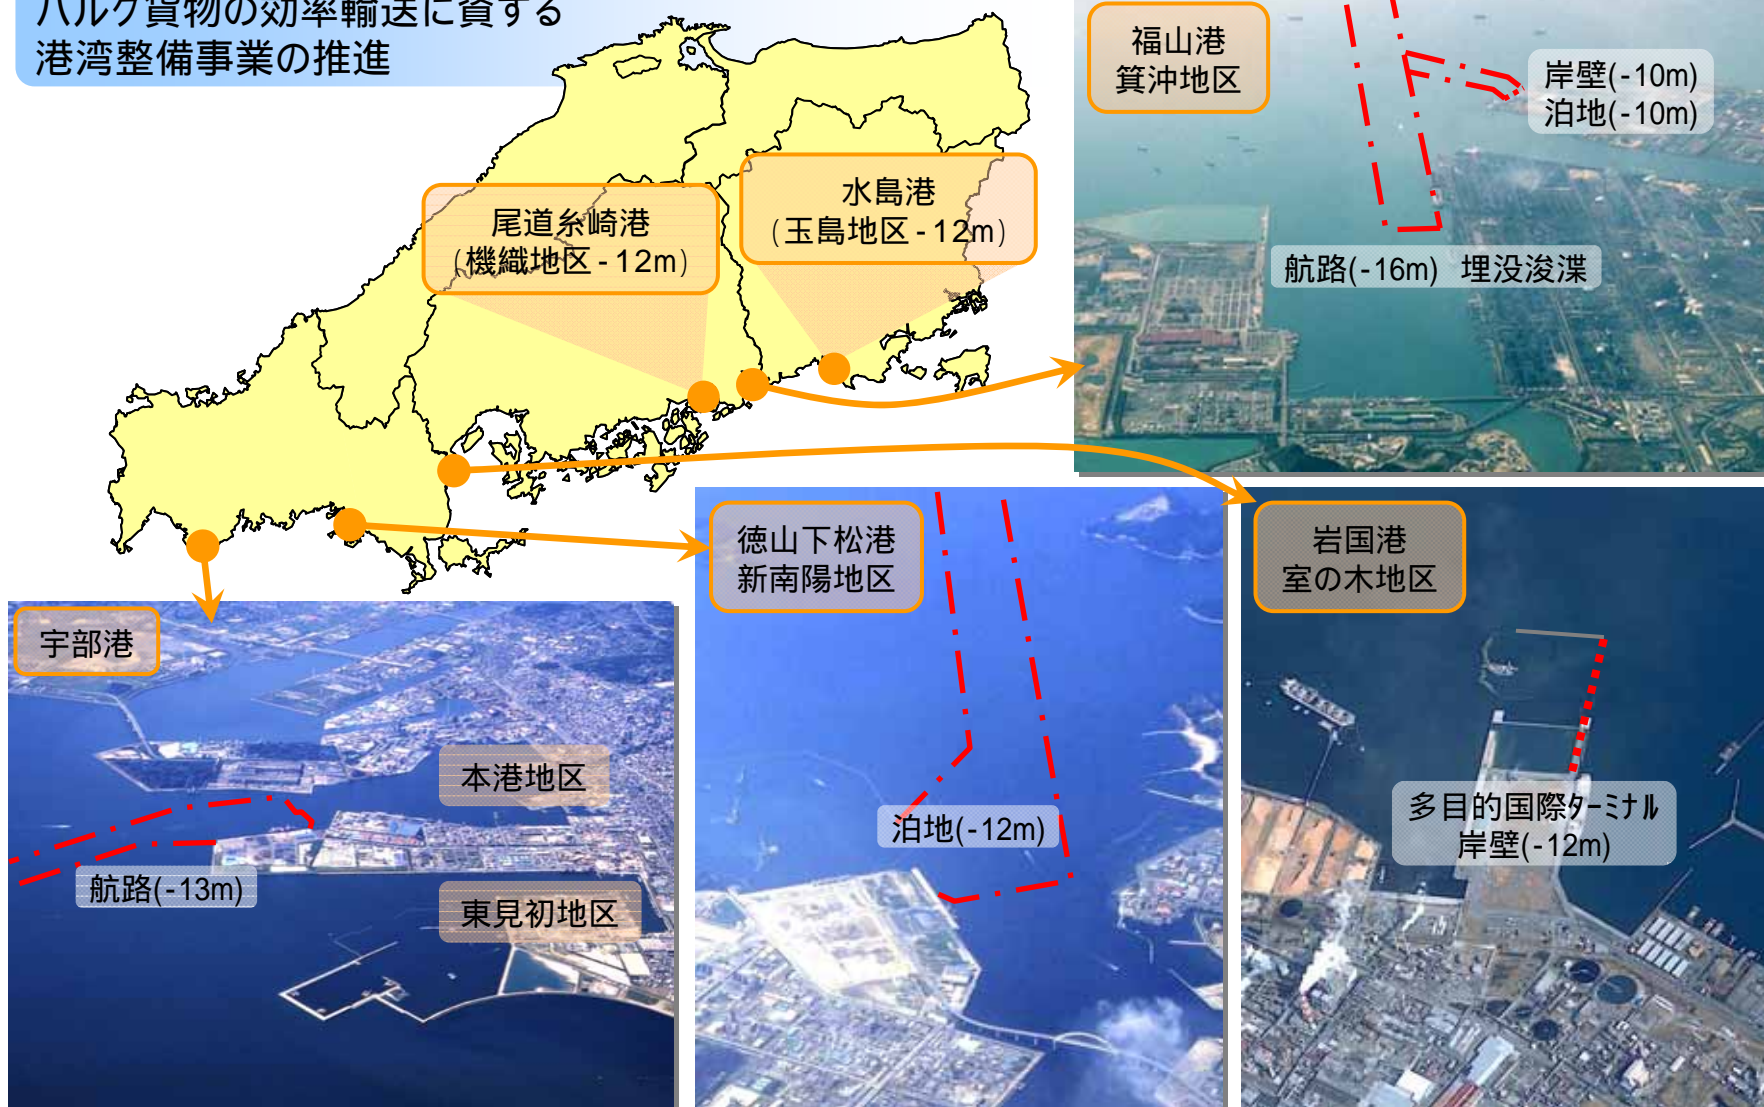 バルク貨物の効率輸送に資する
港湾整備事業の推進
福山港
箕沖地区
岸壁(-10m)
泊地(-10m)
航路(-16m) 埋没浚渫
尾道糸崎港
(機織地区-12m)
水島港
(玉島地区-12m)
徳山下松港
新南陽地区
泊地(-12m)
岩国港
室の木地区
多目的国際ﾀｰﾐﾅﾙ
岸壁(-12m)
宇部港
本港地区
航路(-13m)
東見初地区